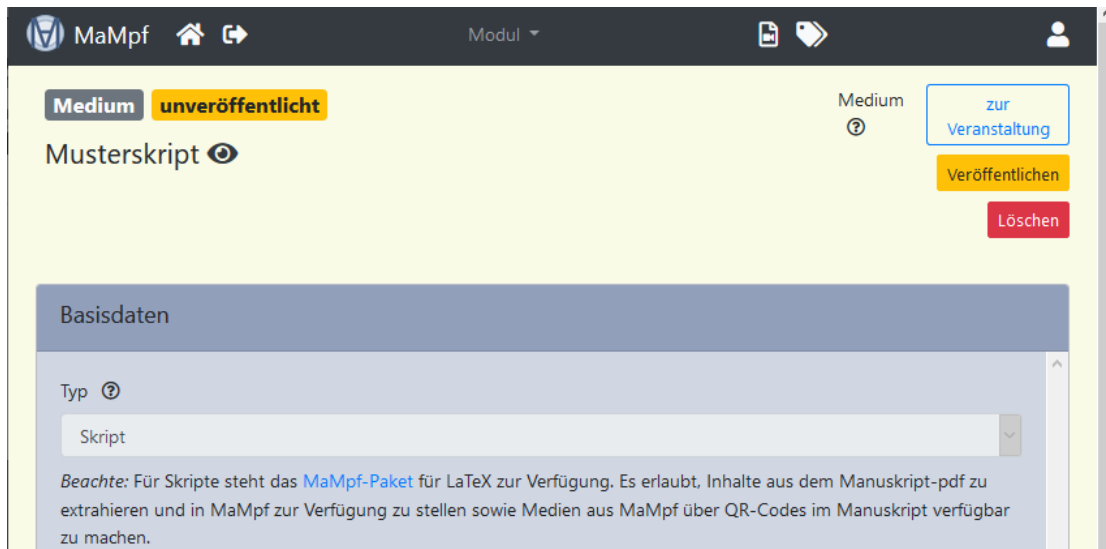 MaMpf Modul
Medium unveröffentlicht
Musterskript
Medium
zur
Veranstaltung
Veröffentlichen
Löschen
Basisdaten
Typ
Skript
Beachte: Für Skripte steht das MaMpf-Paket für LaTeX zur Verfügung. Es erlaubt, Inhalte aus dem Manuskript-pdf zu
extrahieren und in MaMpf zur Verfügung zu stellen sowie Medien aus MaMpf über QR-Codes im Manuskript verfügbar
zu machen.